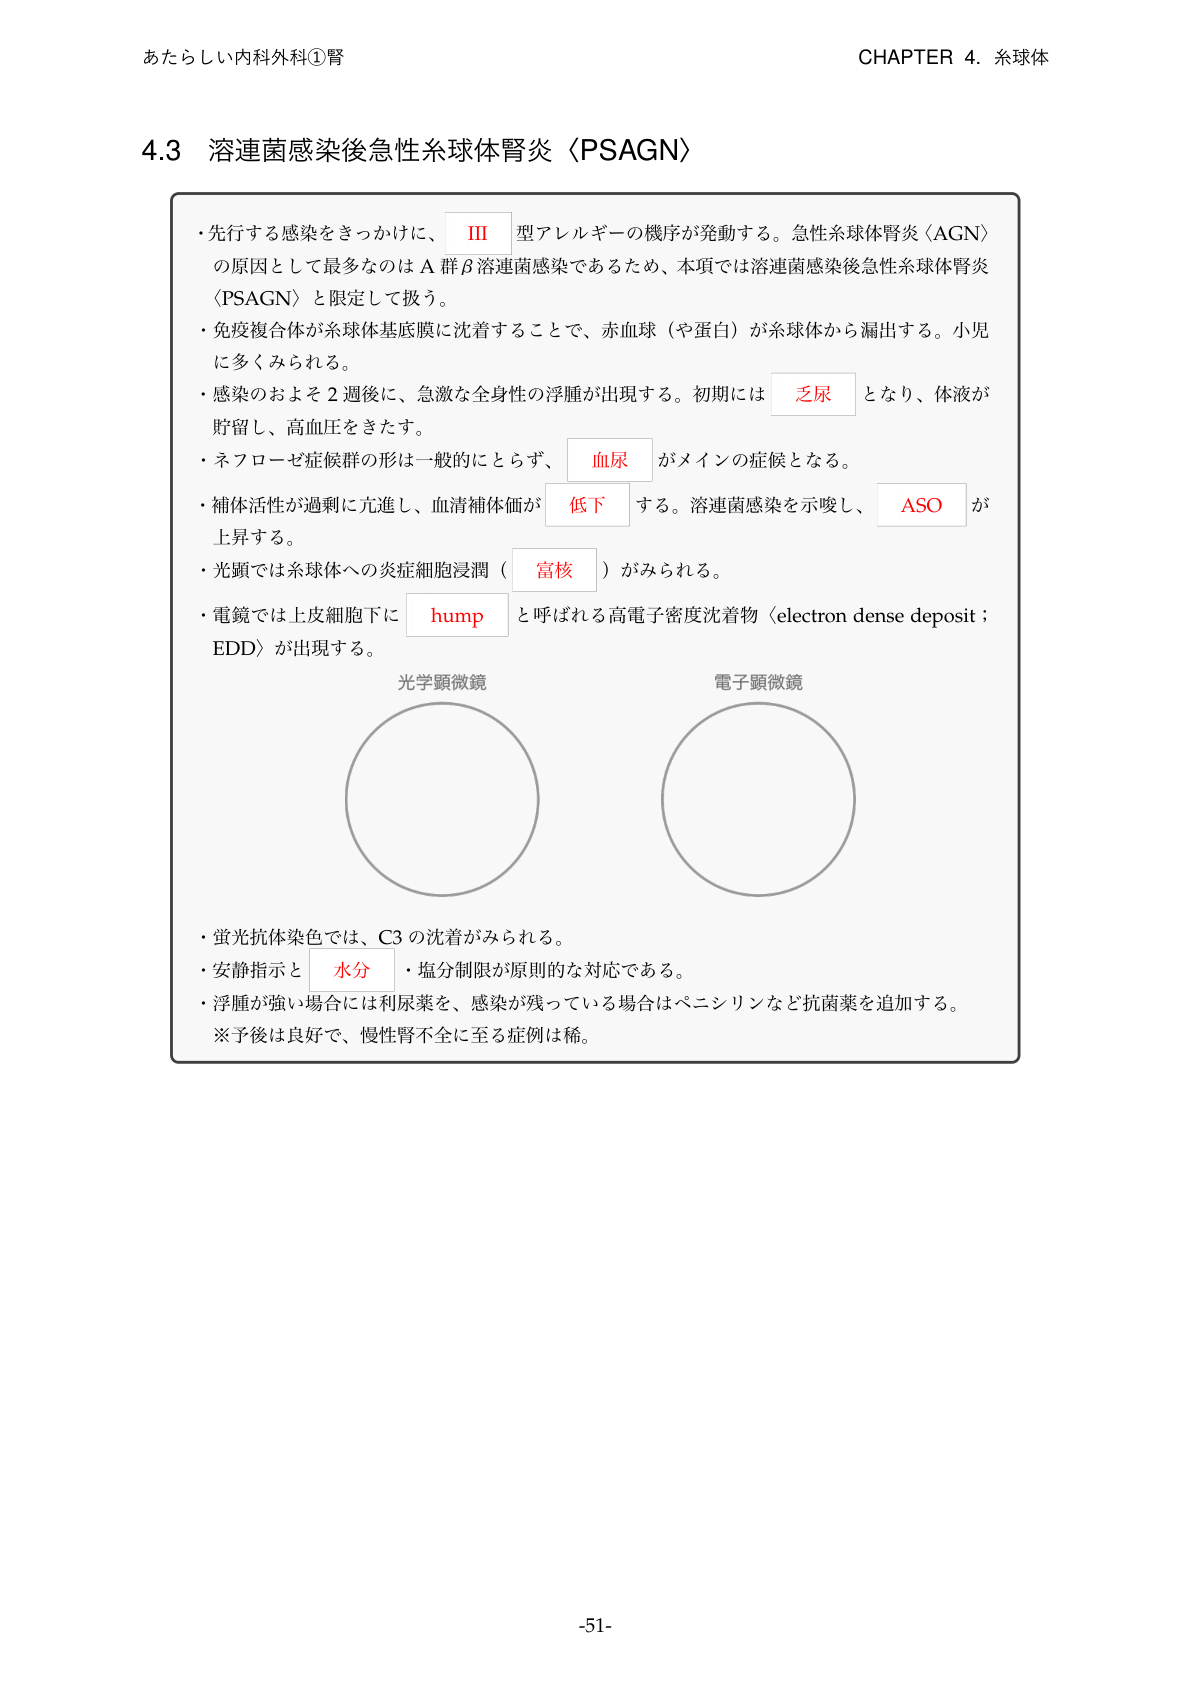 あたらしい内科外科①腎 CHAPTER 4. 糸球体
4.3 溶連菌感染後急性糸球体腎炎〈PSAGN〉
・先行する感染をきっかけに、 III 型アレルギーの機序が発動する。急性糸球体腎炎〈AGN〉
の原因として最多なのは A 群β溶連菌感染であるため、本項では溶連菌感染後急性糸球体腎炎
〈PSAGN〉と限定して扱う。
・免疫複合体が糸球体基底膜に沈着することで、赤血球（や蛋白）が糸球体から漏出する。小児
に多くみられる。
・感染のおよそ 2 週後に、急激な全身性の浮腫が出現する。初期には 乏尿 となり、体液が
貯留し、高血圧をきたす。
・ネフローゼ症候群の形は一般的にとらず、 血尿 がメインの症候となる。
・補体活性が過剰に亢進し、血清補体価が 低下 する。溶連菌感染を示唆し、 ASO が
上昇する。
・光顕では糸球体への炎症細胞浸潤（ 富核 ）がみられる。
・電鏡では上皮細胞下に hump と呼ばれる高電子密度沈着物〈electron dense deposit；
EDD〉が出現する。
光学顕微鏡 電子顕微鏡
・蛍光抗体染色では、C3 の沈着がみられる。
・安静指示と 水分 ・塩分制限が原則的な対応である。
・浮腫が強い場合には利尿薬を、感染が残っている場合はペニシリンなど抗菌薬を追加する。
※予後は良好で、慢性腎不全に至る症例は稀。
-51-